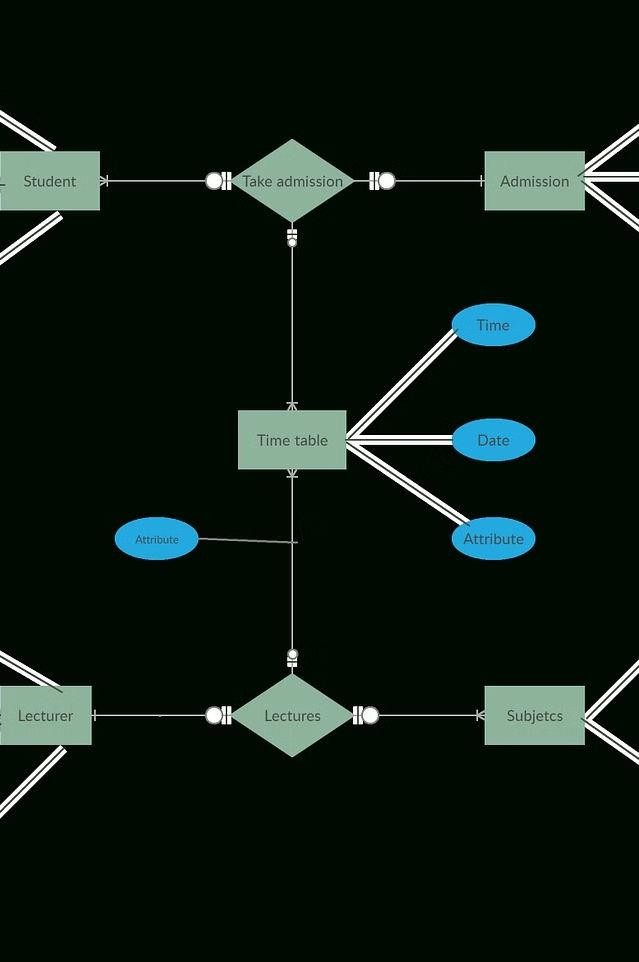 Student
Take admission
Admission
Time
Time table
Date
Attribute
Attribute
Lecturer
Lectures
Subjetcs